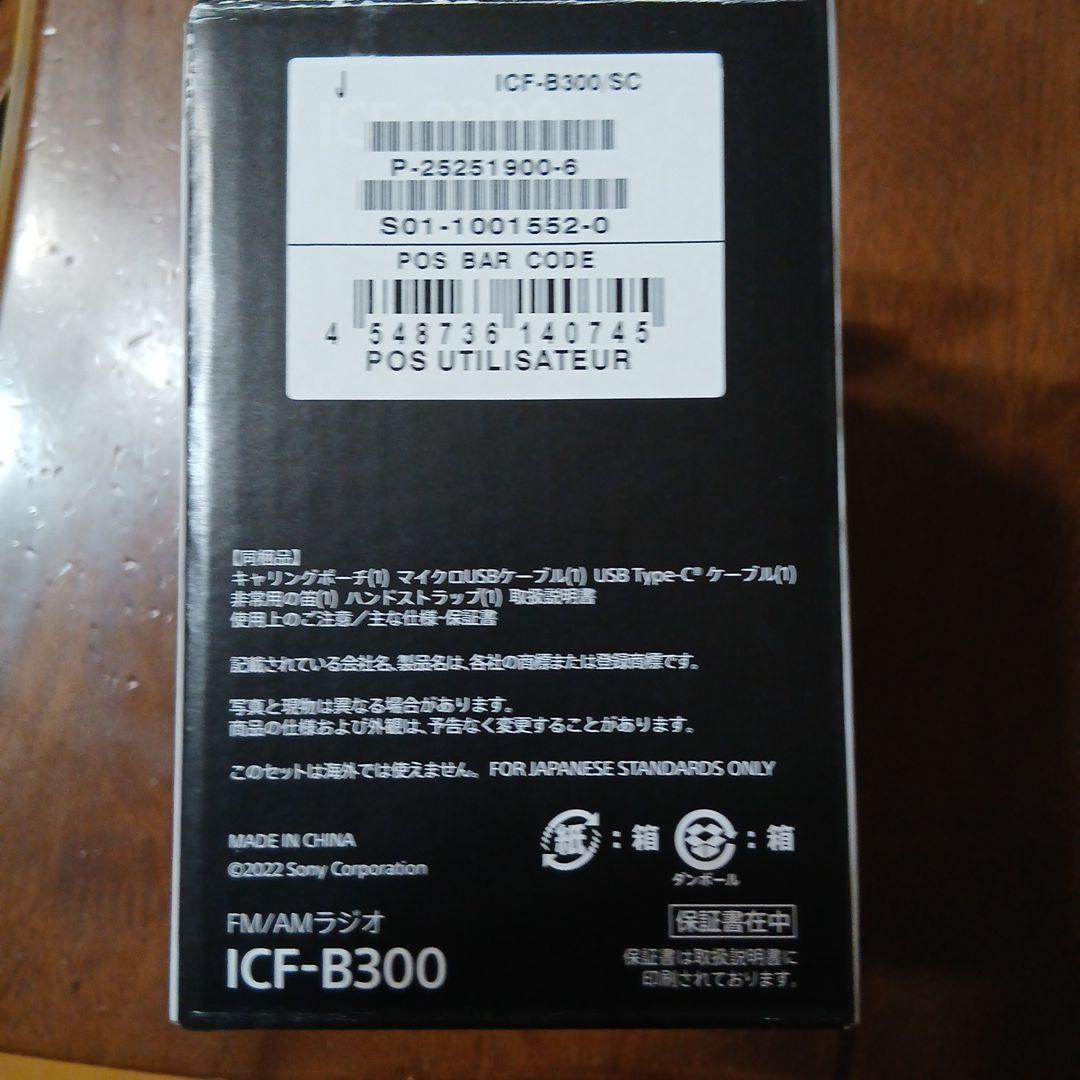 J ICF-B300/SC
P-25251900-6
S01-1001552-0
POS BAR CODE
4 548736 140745
POS UTILISATEUR
【同梱品】
キャリングポーチ(1) マイクロUSBケーブル(1) USB Type-C® ケーブル(1)
非常用の笛(1) ハンドストラップ(1) 取扱説明書
使用上のご注意／主な仕様・保証書
記載されている会社名、製品名は、各社の商標または登録商標です。
写真と現物は異なる場合があります。
商品の仕様および外観は、予告なく変更することがあります。
このセットは海外では使えません。 FOR JAPANESE STANDARDS ONLY
紙：箱 ：箱
ダンボール
MADE IN CHINA
©2022 Sony Corporation
FM/AMラジオ
ICF-B300
保証書在中
保証書は取扱説明書に
印刷されております。